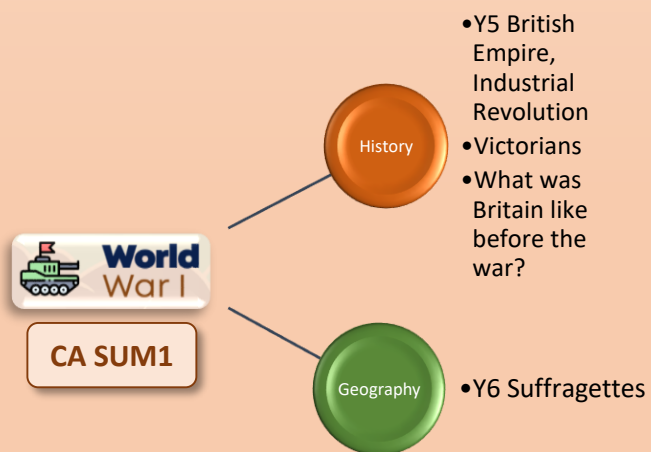 World
War I
CA SUM1
History
•Y5 British
Empire,
Industrial
Revolution
•Victorians
•What was
Britain like
before the
war?
Geography
•Y6 Suffragettes